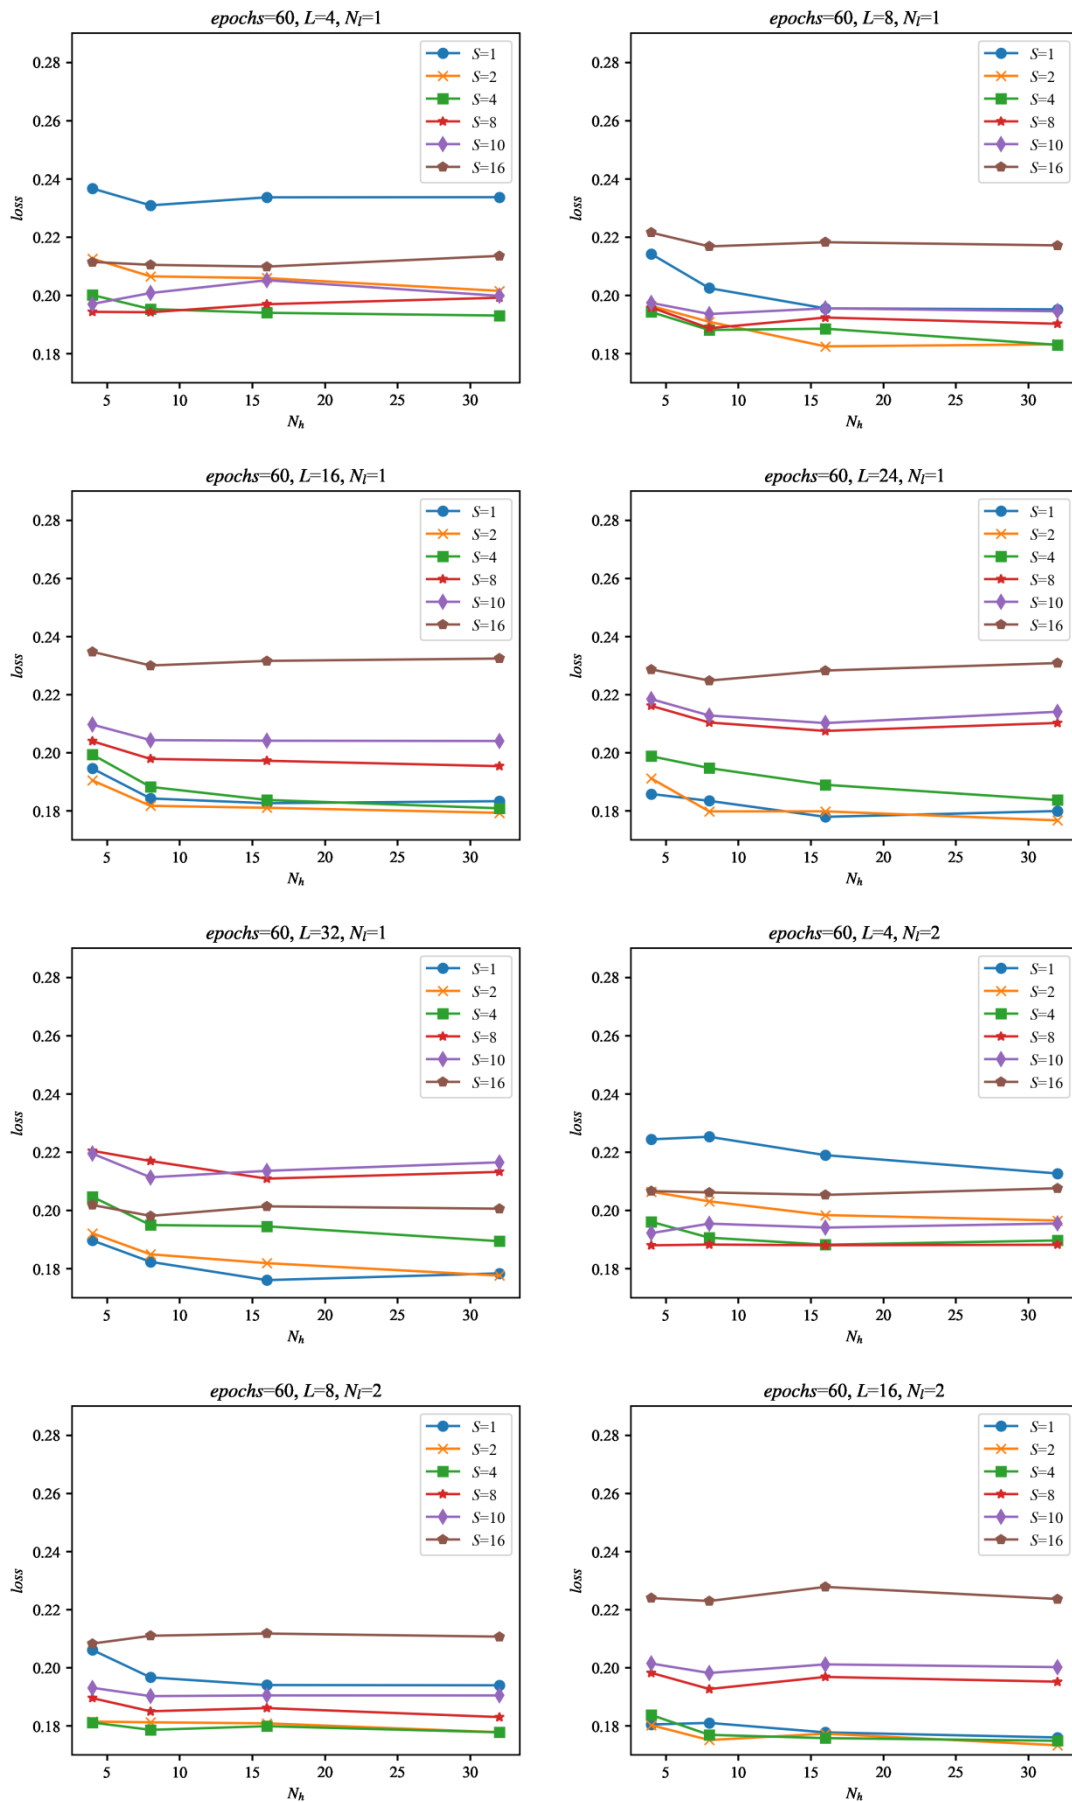 epochs=60, L=4, Nₗ=1
0.28
0.26
0.24
0.22
0.20
0.18
loss
5 10 15 20 25 30
Nₕ
S=1
S=2
S=4
S=8
S=10
S=16
epochs=60, L=8, Nₗ=1
0.28
0.26
0.24
0.22
0.20
0.18
loss
5 10 15 20 25 30
Nₕ
S=1
S=2
S=4
S=8
S=10
S=16
epochs=60, L=16, Nₗ=1
0.28
0.26
0.24
0.22
0.20
0.18
loss
5 10 15 20 25 30
Nₕ
S=1
S=2
S=4
S=8
S=10
S=16
epochs=60, L=24, Nₗ=1
0.28
0.26
0.24
0.22
0.20
0.18
loss
5 10 15 20 25 30
Nₕ
S=1
S=2
S=4
S=8
S=10
S=16
epochs=60, L=32, Nₗ=1
0.28
0.26
0.24
0.22
0.20
0.18
loss
5 10 15 20 25 30
Nₕ
S=1
S=2
S=4
S=8
S=10
S=16
epochs=60, L=4, Nₗ=2
0.28
0.26
0.24
0.22
0.20
0.18
loss
5 10 15 20 25 30
Nₕ
S=1
S=2
S=4
S=8
S=10
S=16
epochs=60, L=8, Nₗ=2
0.28
0.26
0.24
0.22
0.20
0.18
loss
5 10 15 20 25 30
Nₕ
S=1
S=2
S=4
S=8
S=10
S=16
epochs=60, L=16, Nₗ=2
0.28
0.26
0.24
0.22
0.20
0.18
loss
5 10 15 20 25 30
Nₕ
S=1
S=2
S=4
S=8
S=10
S=16